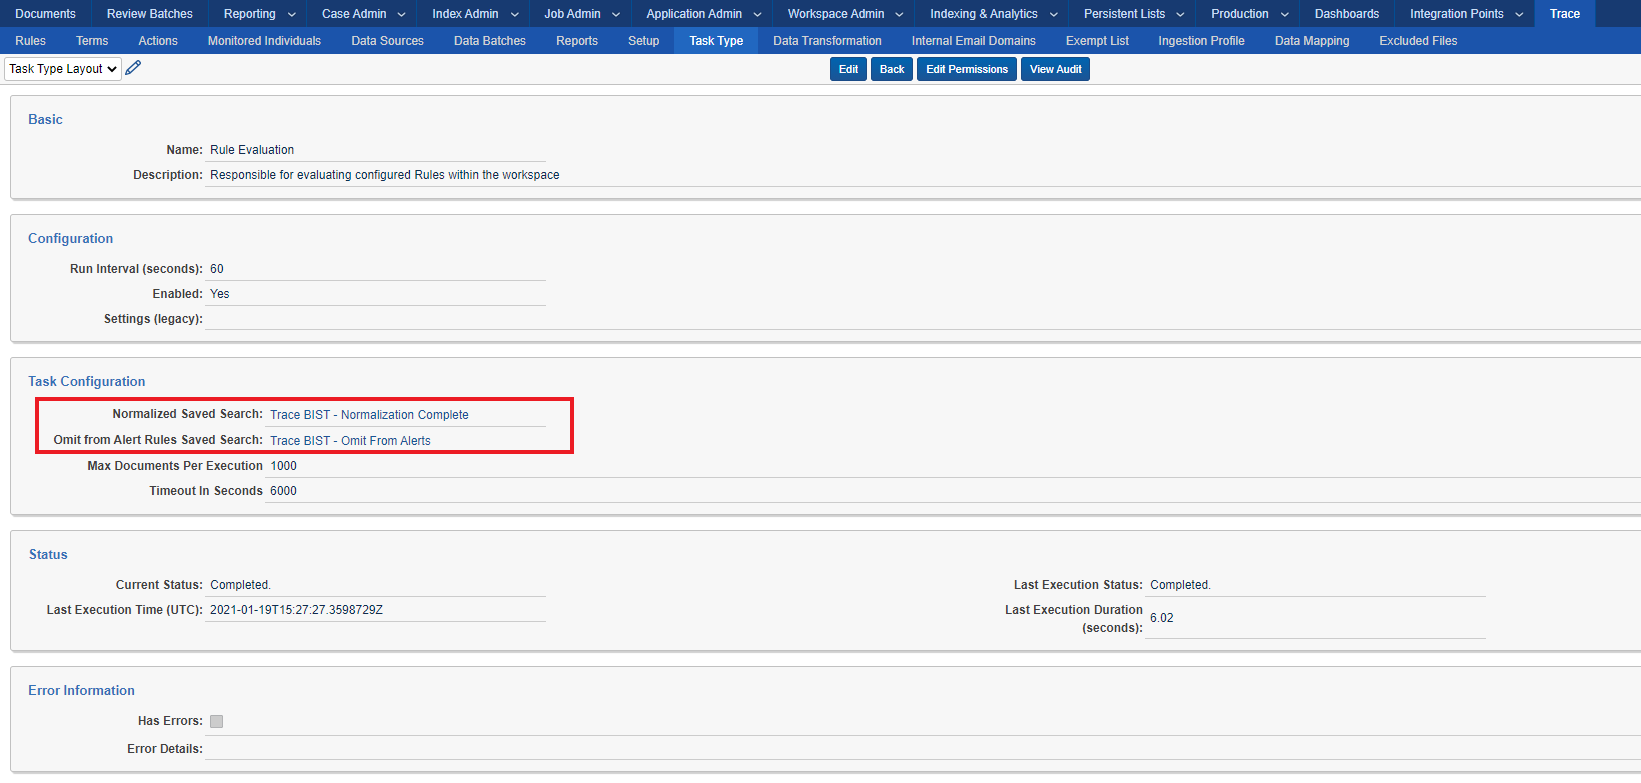 Documents Review Batches Reporting Case Admin Index Admin Job Admin Application Admin Workspace Admin Indexing & Analytics Persistent Lists Production Dashboards Integration Points Trace
Rules Terms Actions Monitored Individuals Data Sources Data Batches Reports Setup Task Type Data Transformation Internal Email Domains Exempt List Ingestion Profile Data Mapping Excluded Files
Task Type Layout Edit Back Edit Permissions View Audit
Basic
Name: Rule Evaluation
Description: Responsible for evaluating configured Rules within the workspace
Configuration
Run Interval (seconds): 60
Enabled: Yes
Settings (legacy):
Task Configuration
Normalized Saved Search: Trace BIST - Normalization Complete
Omit from Alert Rules Saved Search: Trace BIST - Omit From Alerts
Max Documents Per Execution 1000
Timeout In Seconds 6000
Status
Current Status: Completed. Last Execution Status: Completed.
Last Execution Time (UTC): 2021-01-19T15:27:27.3598729Z Last Execution Duration
(seconds): 6.02
Error Information
Has Errors:
Error Details: